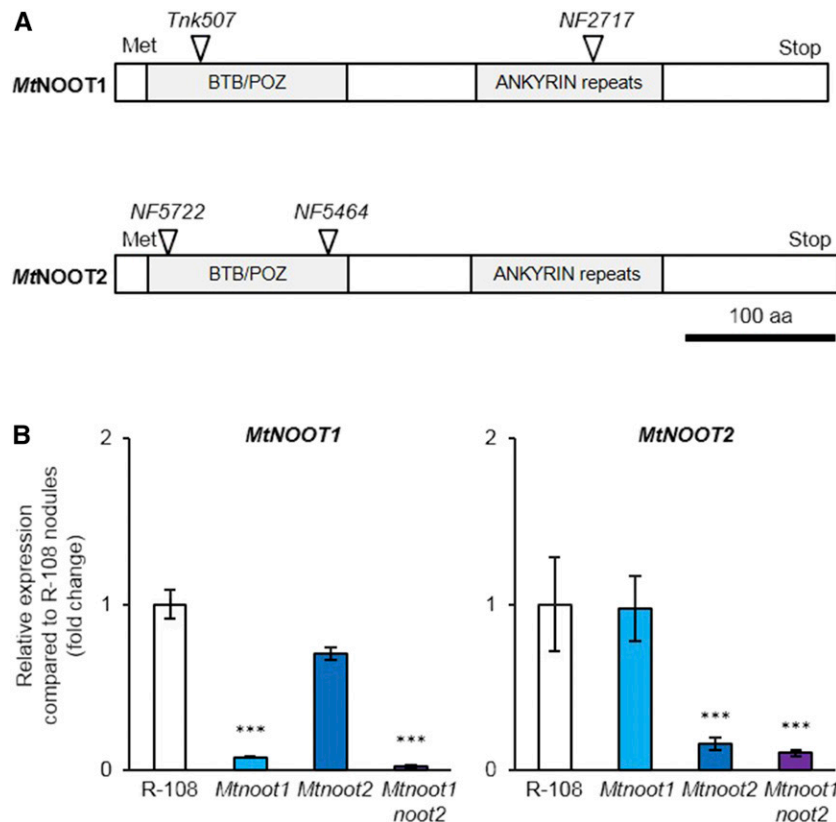 A
Tnk507
NF2717
Met
Stop
MtNOOT1
BTB/POZ
ANKYRIN repeats
NF5722
NF5464
Met
Stop
MtNOOT2
BTB/POZ
ANKYRIN repeats
100 aa
B
Relative expression
compared to R-108 nodules
(fold change)
MtNOOT1
2
1
0
***
***
R-108
Mtnoot1
Mtnoot2
Mtnoot1
noot2
MtNOOT2
2
1
0
***
***
R-108
Mtnoot1
Mtnoot2
Mtnoot1
noot2